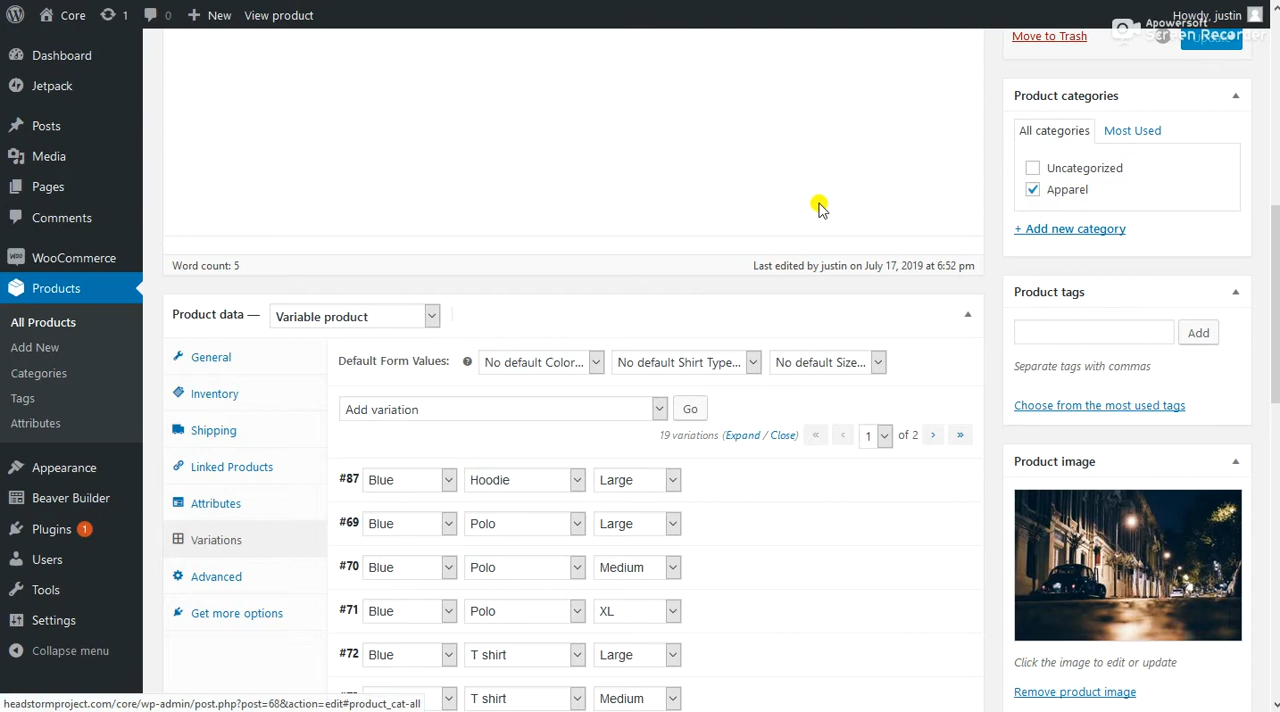 Core 1 0 New View product Howdy, justin
Apowersoft
Screen Recorder
Dashboard
Jetpack
Posts
Media
Pages
Comments
WooCommerce
Products
All Products
Add New
Categories
Tags
Attributes
Appearance
Beaver Builder
Plugins 1
Users
Tools
Settings
Collapse menu
Word count: 5 Last edited by justin on July 17, 2019 at 6:52 pm
Product data — Variable product
General
Inventory
Shipping
Linked Products
Attributes
Variations
Advanced
Get more options
Default Form Values: ? No default Color... No default Shirt Type... No default Size...
Add variation Go
19 variations (Expand / Close) « ‹ 1 of 2 › »
#87 Blue Hoodie Large
#69 Blue Polo Large
#70 Blue Polo Medium
#71 Blue Polo XL
#72 Blue T shirt Large
T shirt Medium
Move to Trash
Product categories
All categories Most Used
Uncategorized
Apparel
+ Add new category
Product tags
Add
Separate tags with commas
Choose from the most used tags
Product image
Click the image to edit or update
Remove product image
headstormproject.com/core/wp-admin/post.php?post=68&action=edit#product_cat-all